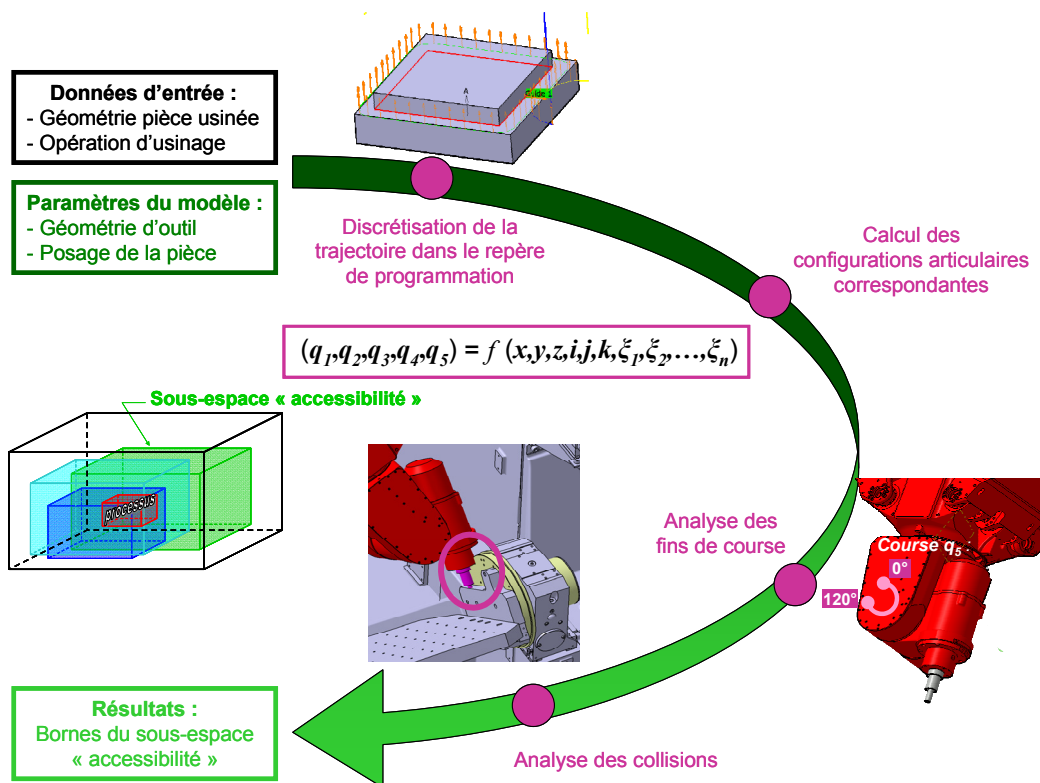 Données d'entrée :
- Géométrie pièce usinée
- Opération d'usinage
A
Guide 1
Paramètres du modèle :
- Géométrie d'outil
- Posage de la pièce
Discrétisation de la
trajectoire dans le repère
de programmation
Calcul des
configurations articulaires
correspondantes
(q1,q2,q3,q4,q5) = f (x,y,z,i,j,k,ξ1,ξ2,…,ξn)
Sous-espace « accessibilité »
processus
Analyse des
fins de course
Course q5 :
0°
120°
Résultats :
Bornes du sous-espace
« accessibilité »
Analyse des collisions